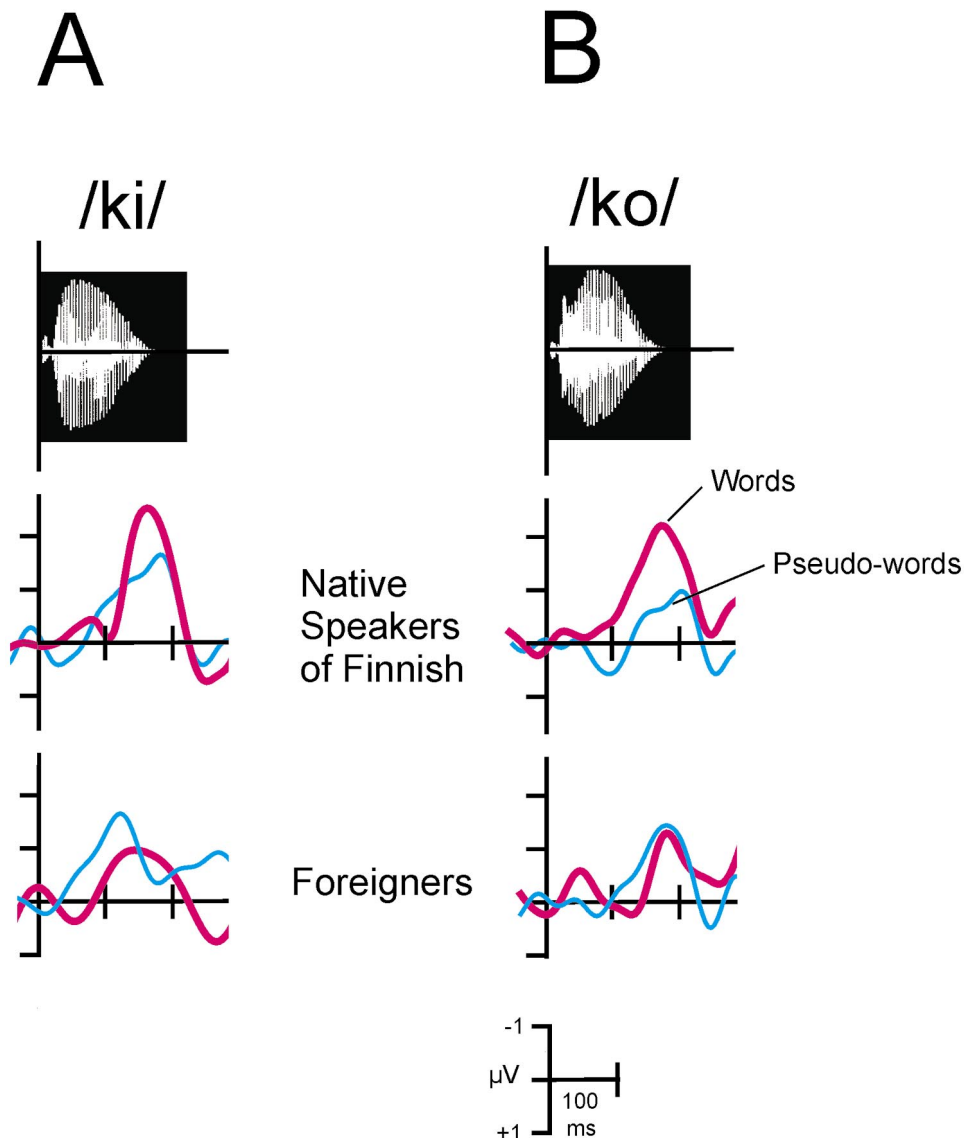 A
B
/ki/
/ko/
Words
Pseudo-words
Native
Speakers
of Finnish
Foreigners
-1
µV
100
ms
+1